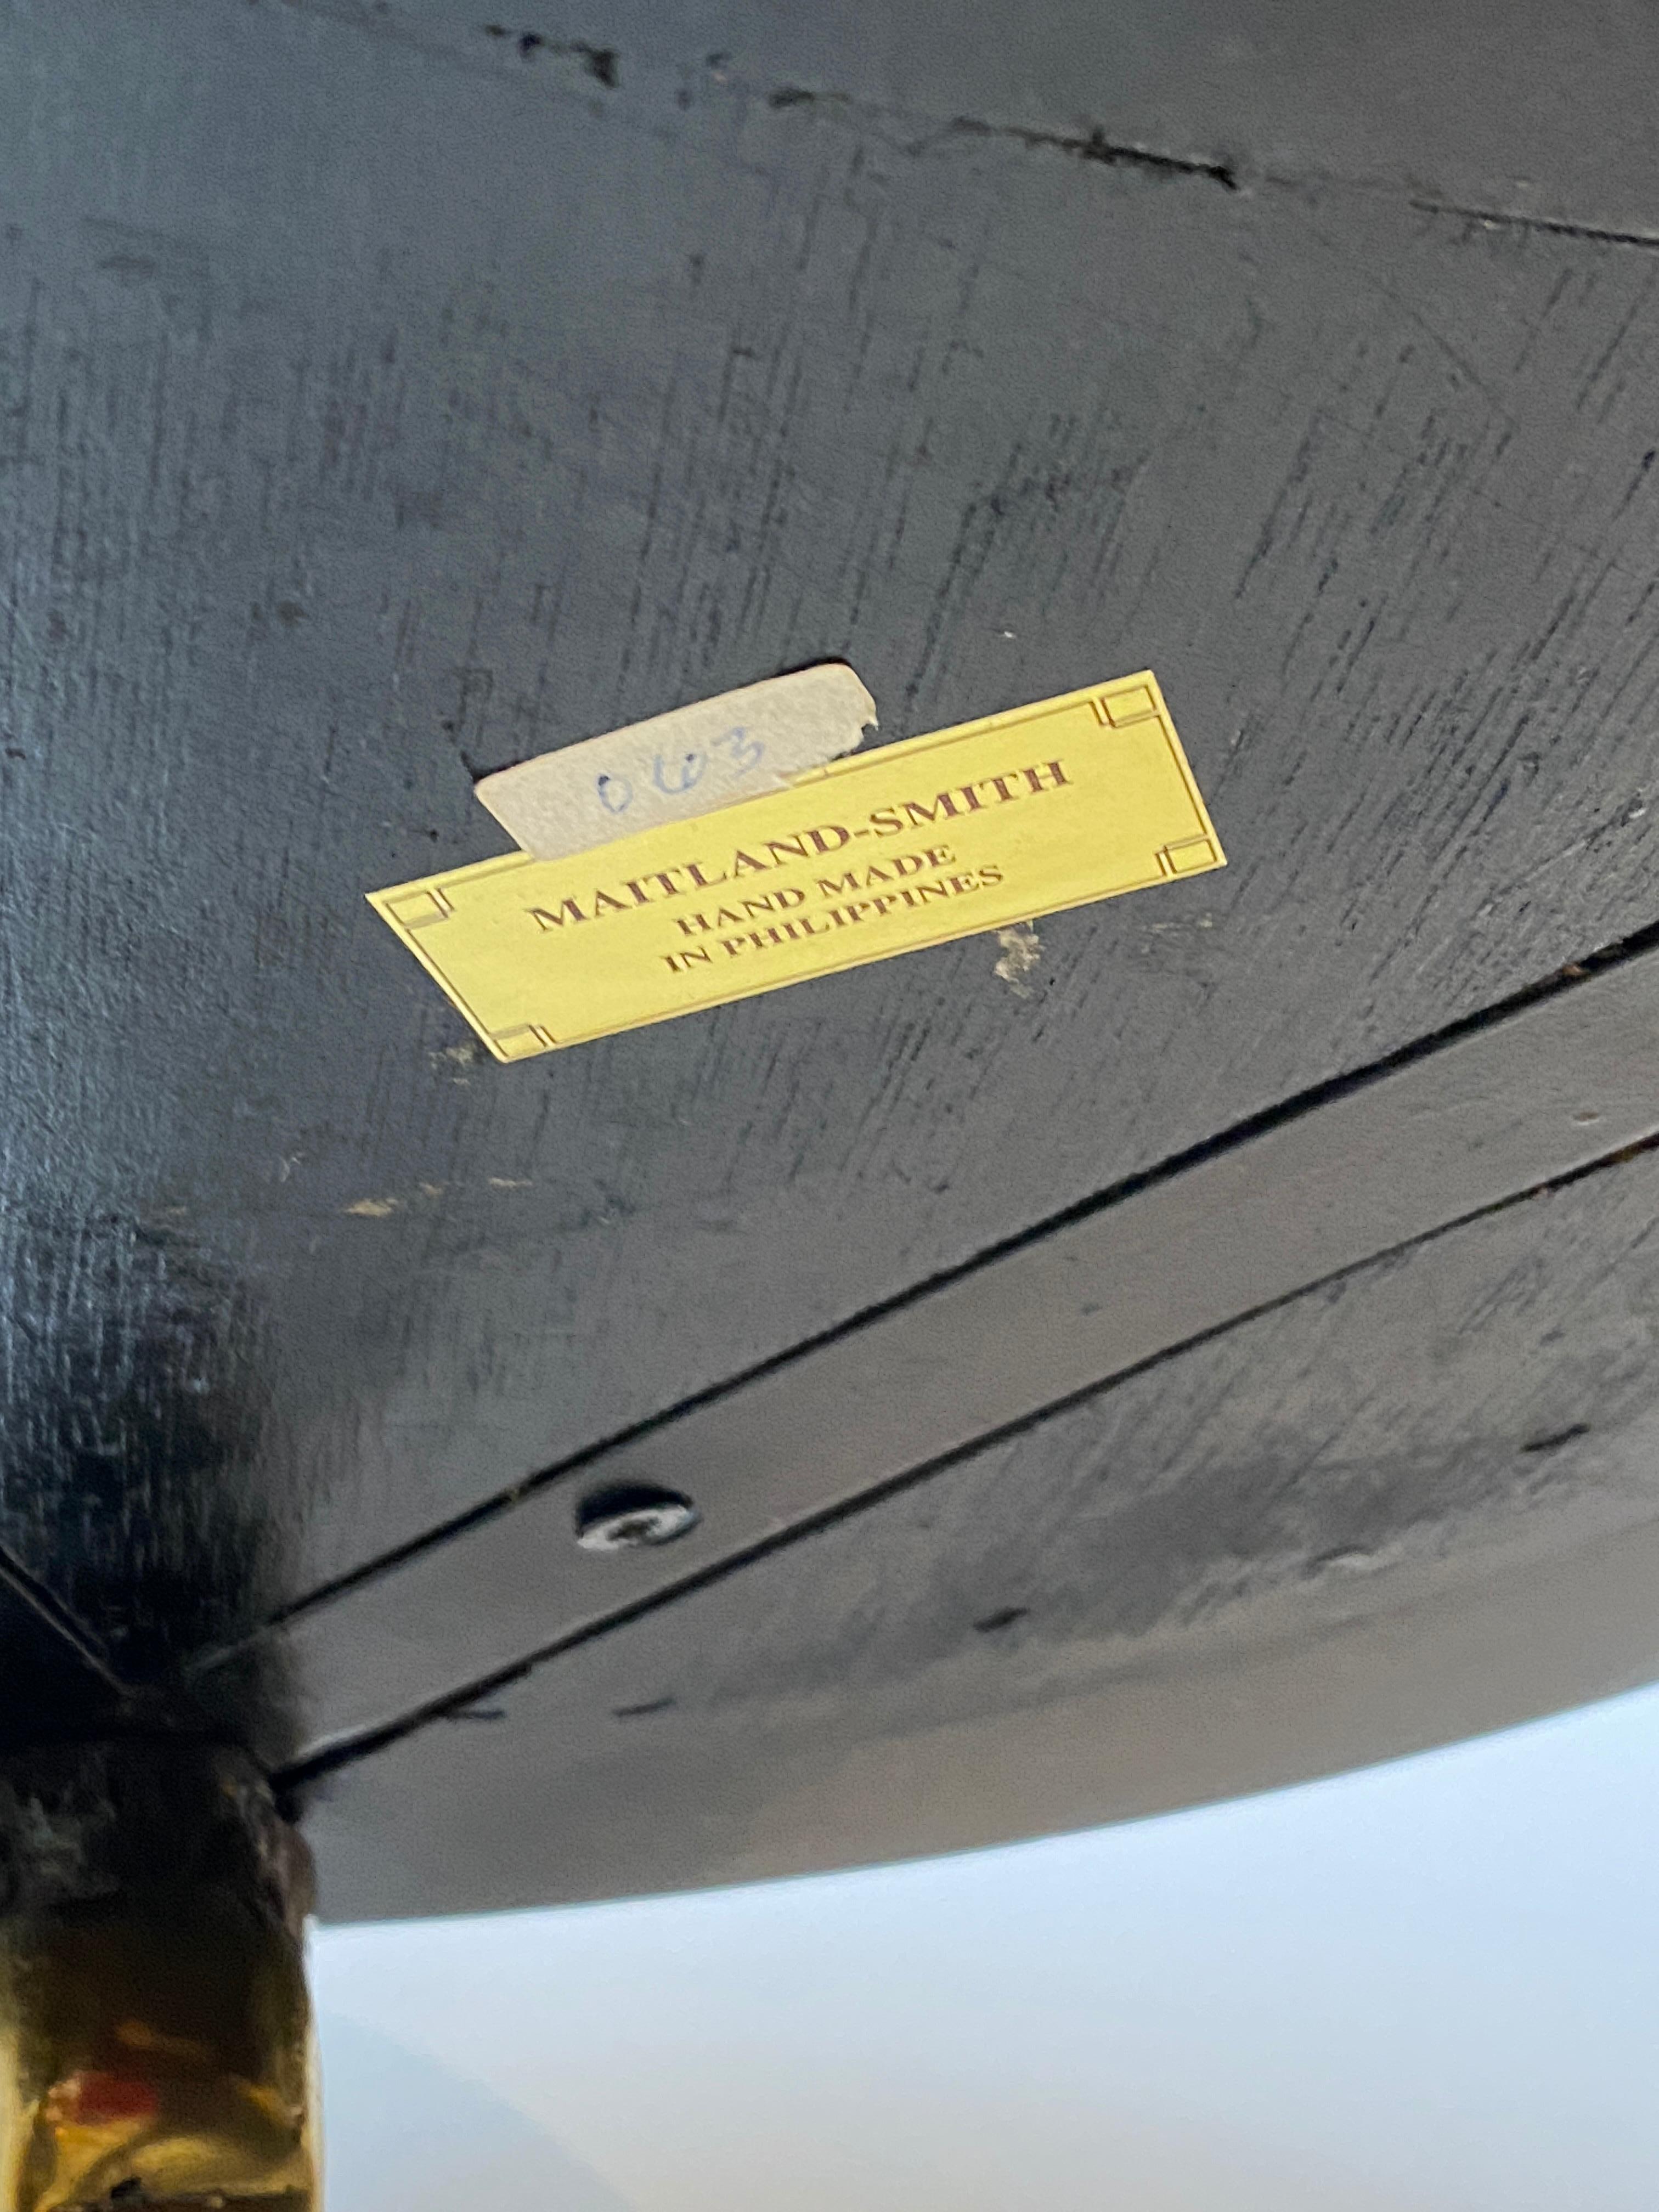 063
MAITLAND-SMITH
HAND MADE
IN PHILIPPINES